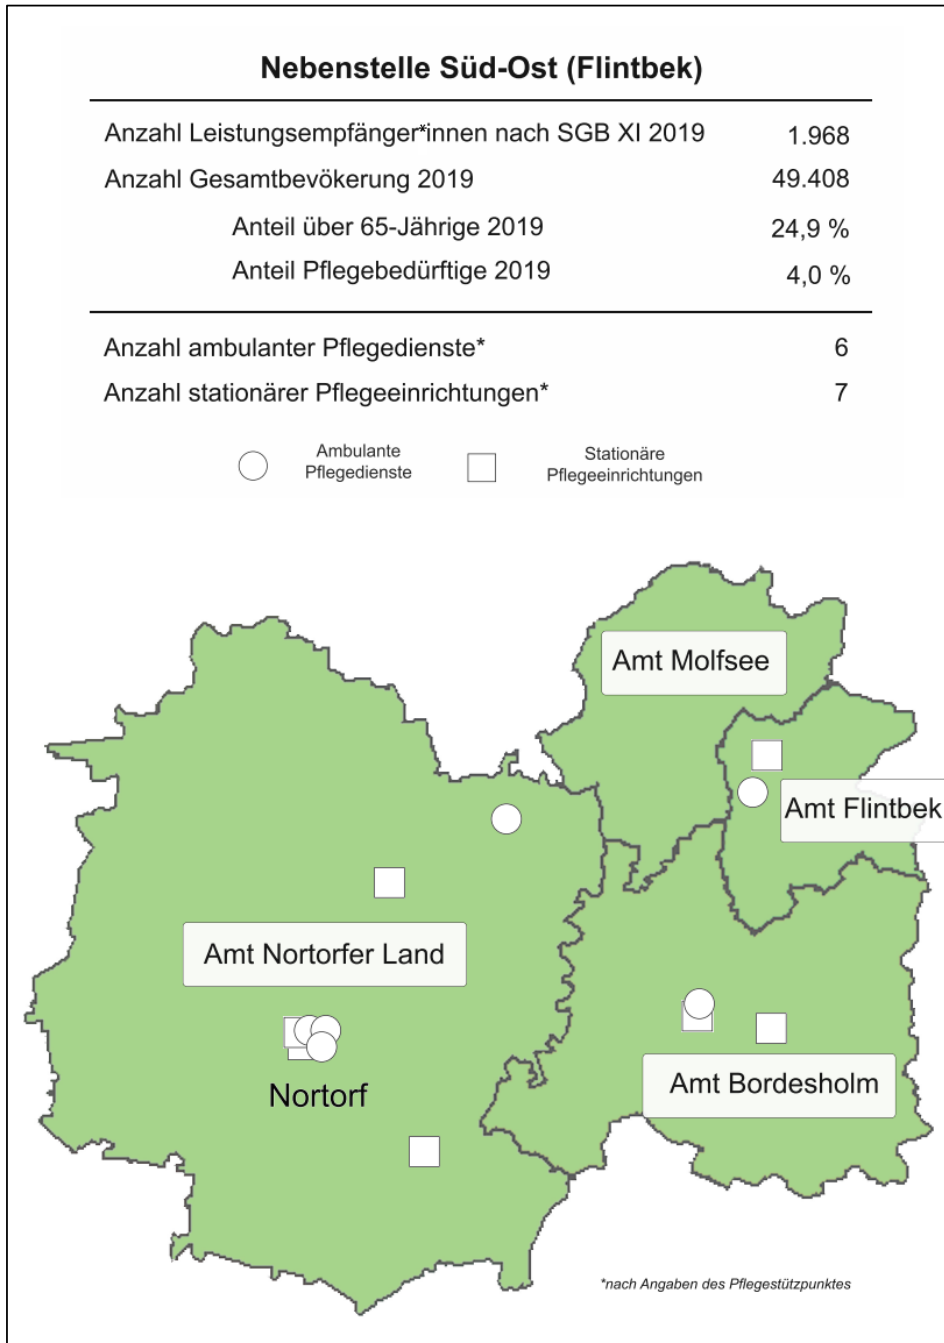 Nebenstelle Süd-Ost (Flintbek)
Anzahl Leistungsempfänger*innen nach SGB XI 2019 1.968
Anzahl Gesamtbevökerung 2019 49.408
Anteil über 65-Jährige 2019 24,9 %
Anteil Pflegebedürftige 2019 4,0 %
Anzahl ambulanter Pflegedienste* 6
Anzahl stationärer Pflegeeinrichtungen* 7
Ambulante
Pflegedienste
Stationäre
Pflegeeinrichtungen
Amt Molfsee
Amt Flintbek
Amt Nortorfer Land
Nortorf
Amt Bordesholm
*nach Angaben des Pflegestützpunktes